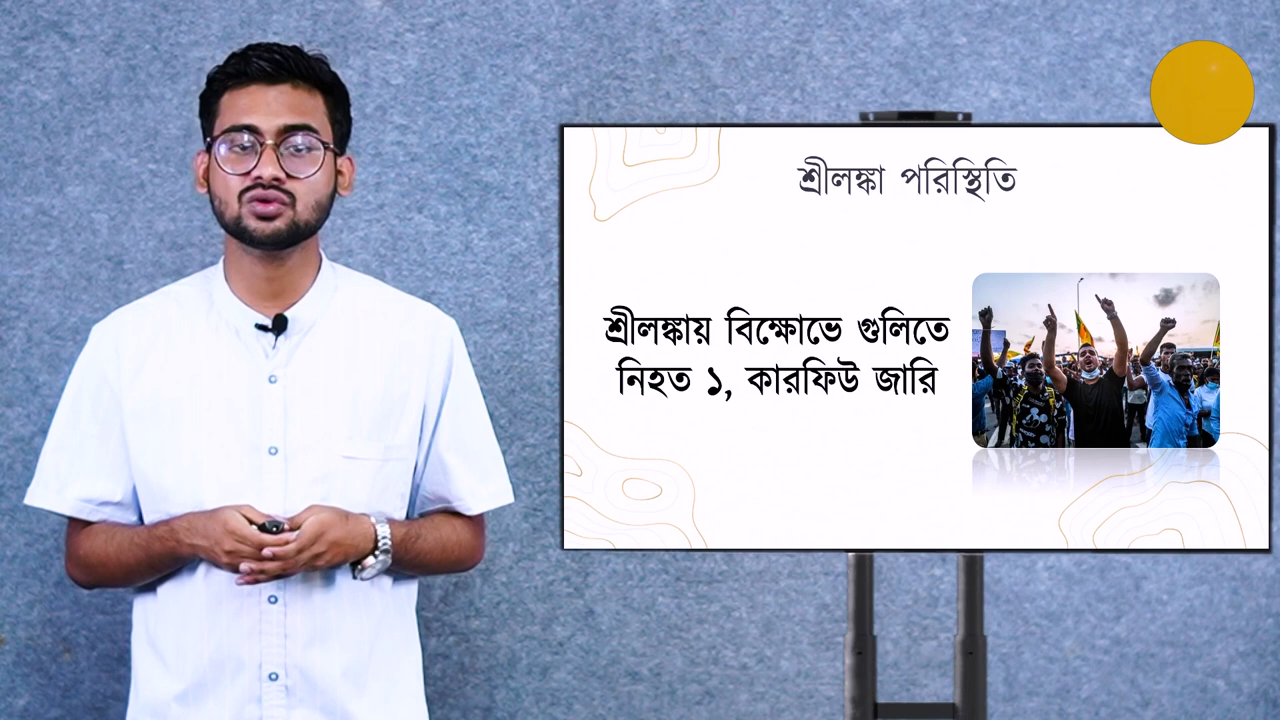 শ্রীলঙ্কা পরিস্থিতি
শ্রীলঙ্কায় বিক্ষোভে গুলিতে
নিহত ১, কারফিউ জারি